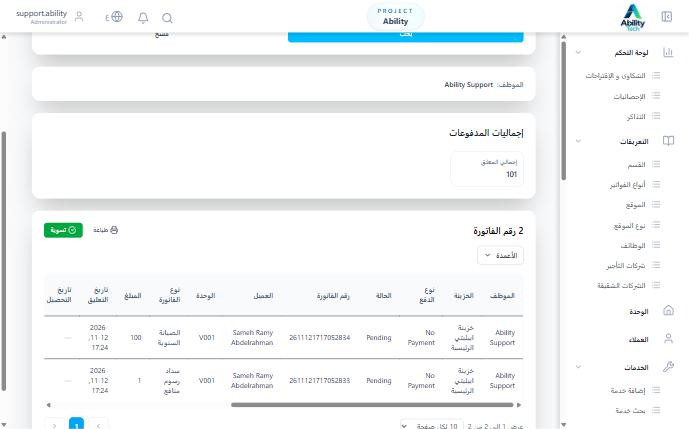 support.ability
Administrator
ع
PROJECT
Ability
Ability
Tech
لوحة التحكم
الشكاوى و الإقتراحات
الإحصائيات
التذاكر
التعريفات
القسم
أنواع الفواتير
الموقع
نوع الموقع
الوظائف
شركات التأجير
الشركات الشقيقة
الوحدة
العملاء
الخدمات
إضافة خدمة
بحث خدمة
بحث
مسح
الموظف: Ability Support
إجماليات المدفوعات
إجمالي المعلق
101
2 رقم الفاتورة
طباعة
تسوية
الأعمدة
الموظف
الخزينة
نوع الدفع
الحالة
رقم الفاتورة
العميل
الوحدة
نوع الفاتورة
المبلغ
تاريخ التعليق
تاريخ التحصيل
Ability Support
خزينة ابيليتي الرئيسية
No Payment
Pending
2611121717052834
Sameh Ramy Abdelrahman
V001
الصيانة السنوية
100
2026-11-12, 17:24
—
Ability Support
خزينة ابيليتي الرئيسية
No Payment
Pending
2611121717052833
Sameh Ramy Abdelrahman
V001
سداد رسوم منافع
1
2026-11-12, 17:24
—
عرض 1 إلى 2 من 2
10 لكل صفحة
1